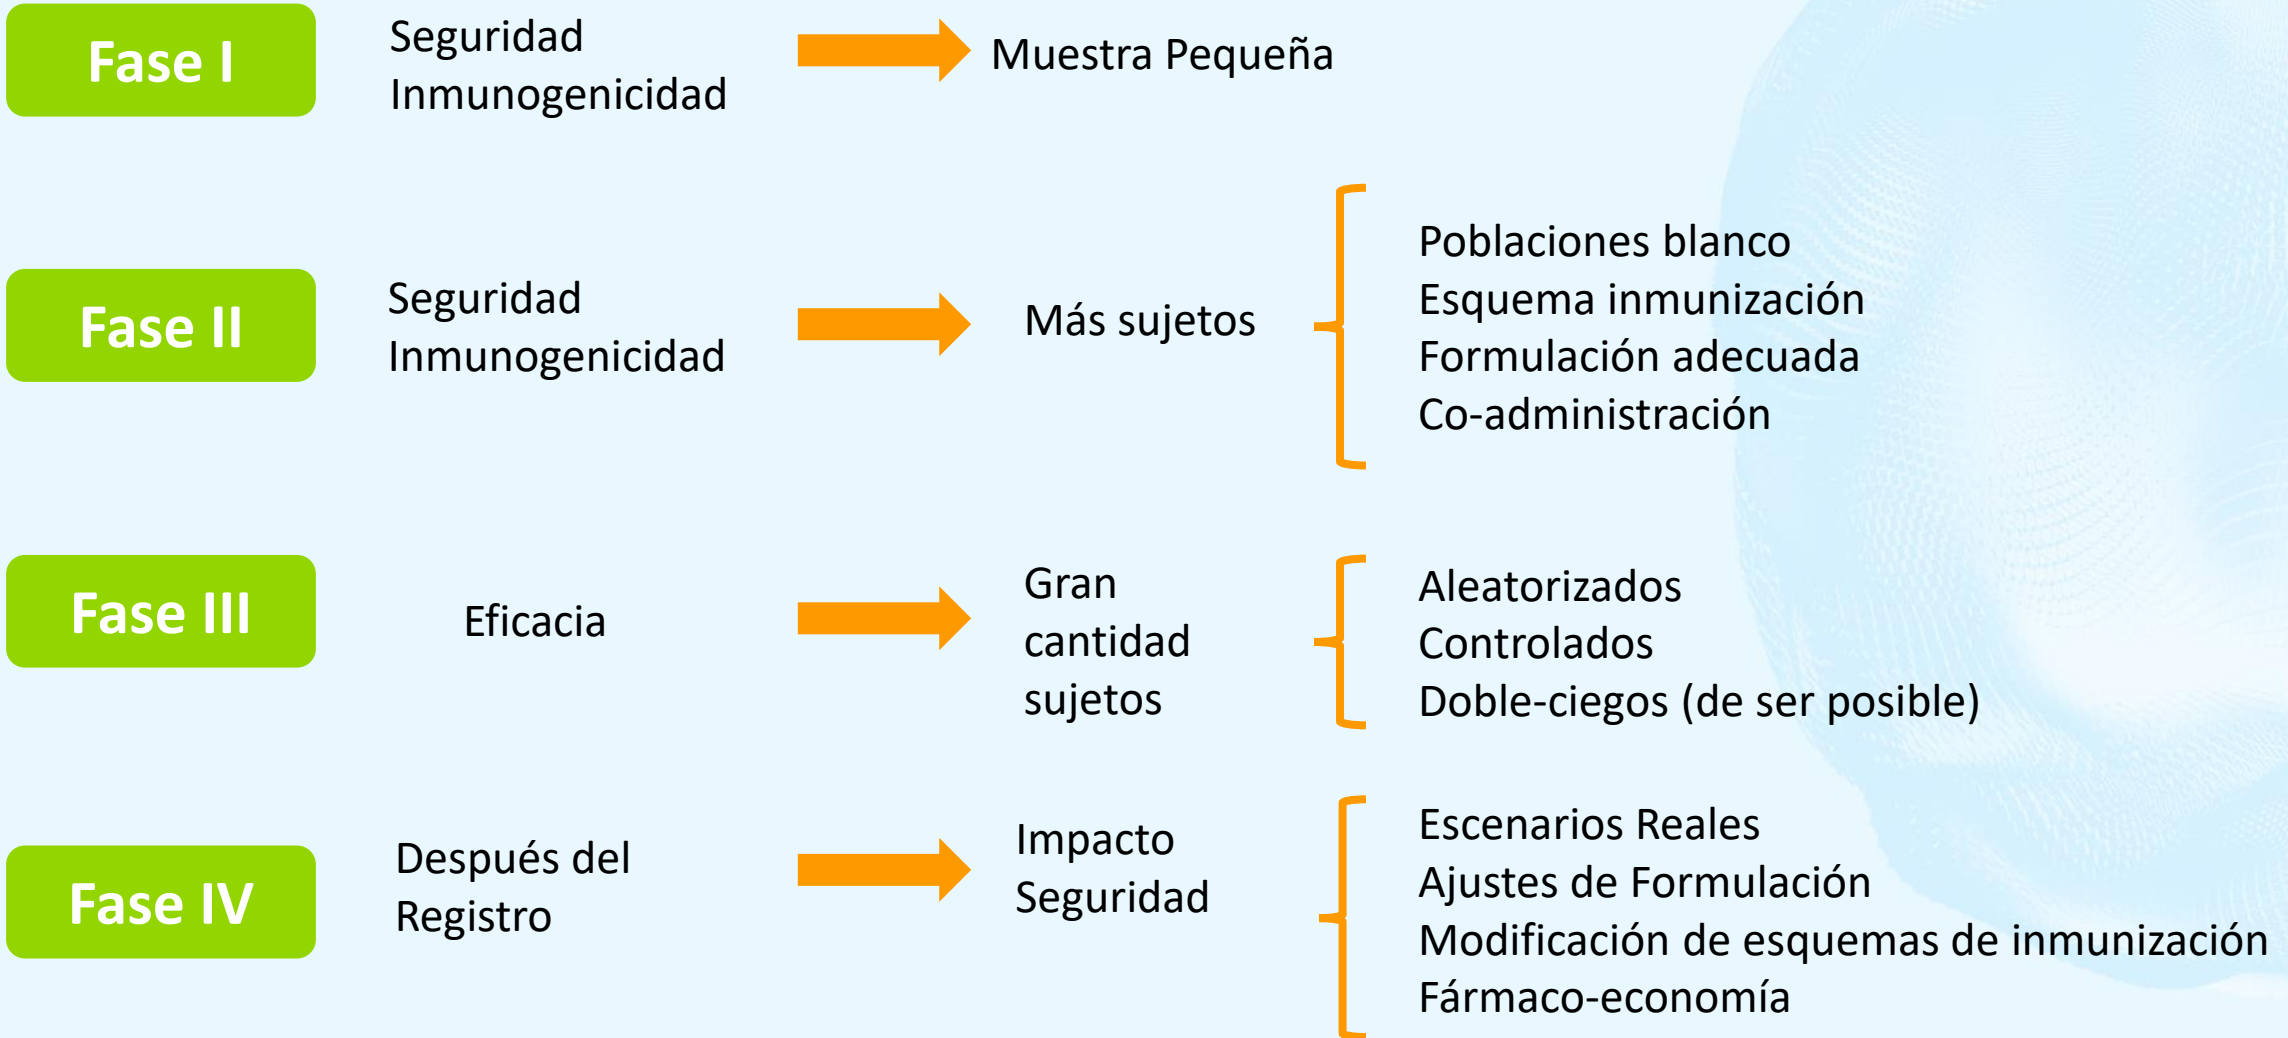 Fase I
Seguridad
Inmunogenicidad
Muestra Pequeña
Fase II
Seguridad
Inmunogenicidad
Más sujetos
Poblaciones blanco
Esquema inmunización
Formulación adecuada
Co-administración
Fase III
Eficacia
Gran
cantidad
sujetos
Aleatorizados
Controlados
Doble-ciegos (de ser posible)
Fase IV
Después del
Registro
Impacto
Seguridad
Escenarios Reales
Ajustes de Formulación
Modificación de esquemas de inmunización
Fármaco-economía